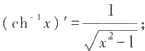 (ch⁻¹x)′ = 1/√(x² − 1);